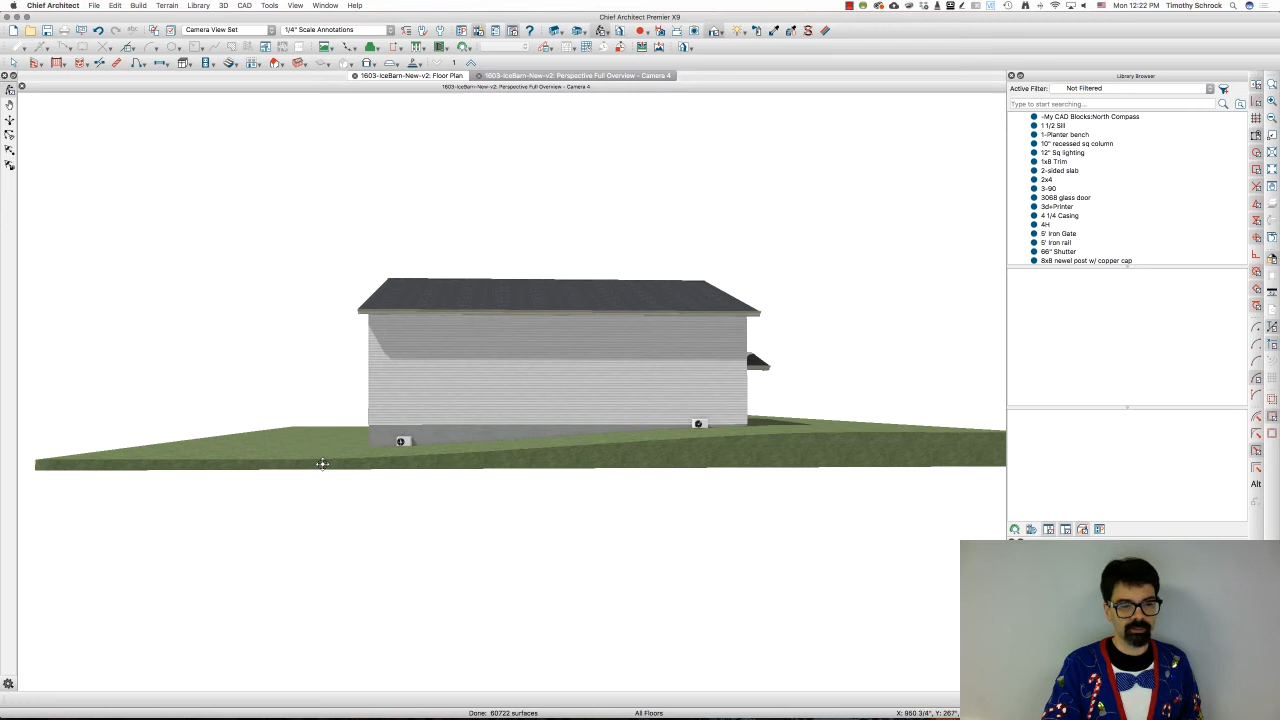 Chief Architect File Edit Build Terrain Library 3D CAD Tools View Window Help
Mon 12:22 PM Timothy Schrock
Chief Architect Premier X9
Camera View Set
1/4" Scale Annotations
1
1603-IceBarn-New-v2: Floor Plan
1603-IceBarn-New-v2: Perspective Full Overview - Camera 4
1603-IceBarn-New-v2: Perspective Full Overview - Camera 4
Library Browser
Active Filter: Not Filtered
Type to start searching...
-My CAD Blocks:North Compass
1 1/2 Sill
1-Planter bench
10" recessed sq column
12" Sq lighting
1x8 Trim
2-sided slab
2x4
3-90
3068 glass door
3d+Printer
4 1/4 Casing
4H
5' Iron Gate
5' Iron rail
66" Shutter
8x8 newel post w/ copper cap
Alt
Done: 60722 surfaces
All Floors
X: 950 3/4", Y: 267"